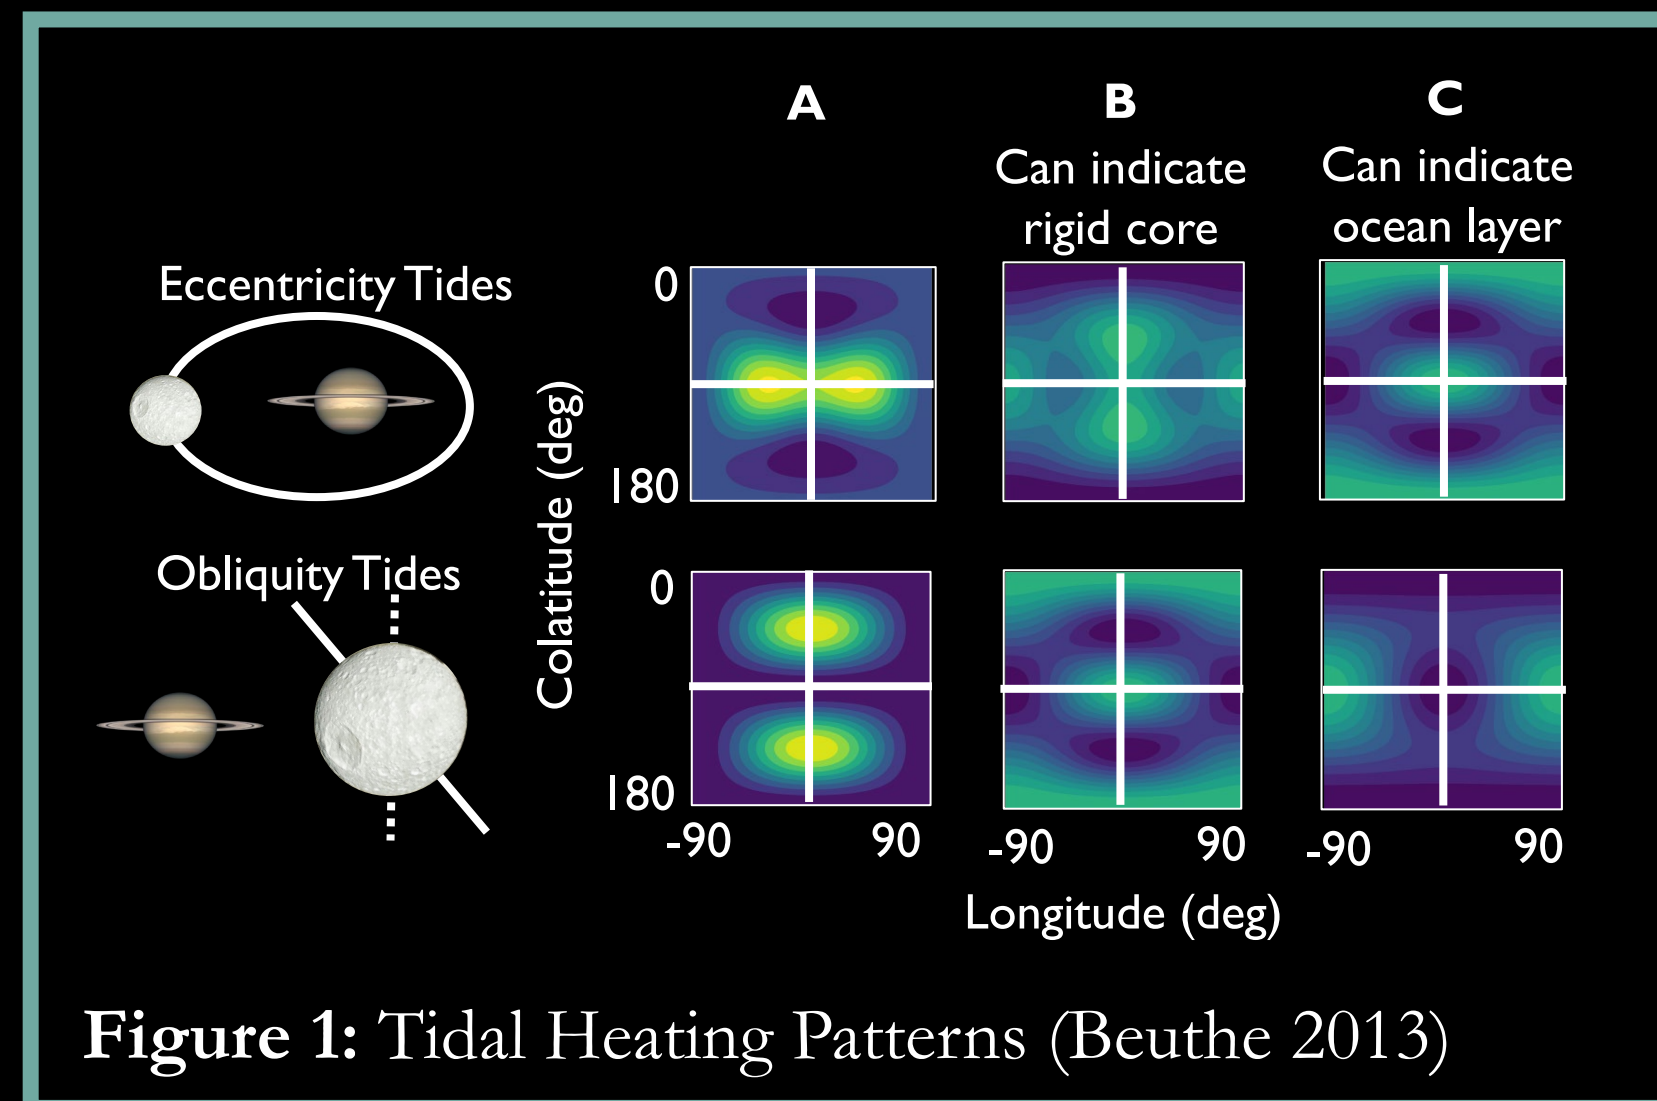 A
B
C
Can indicate
rigid core
Can indicate
ocean layer
Eccentricity Tides
0
180
Colatitude (deg)
Obliquity Tides
0
180
-90
90
-90
90
-90
90
Longitude (deg)
Figure 1: Tidal Heating Patterns (Beuthe 2013)